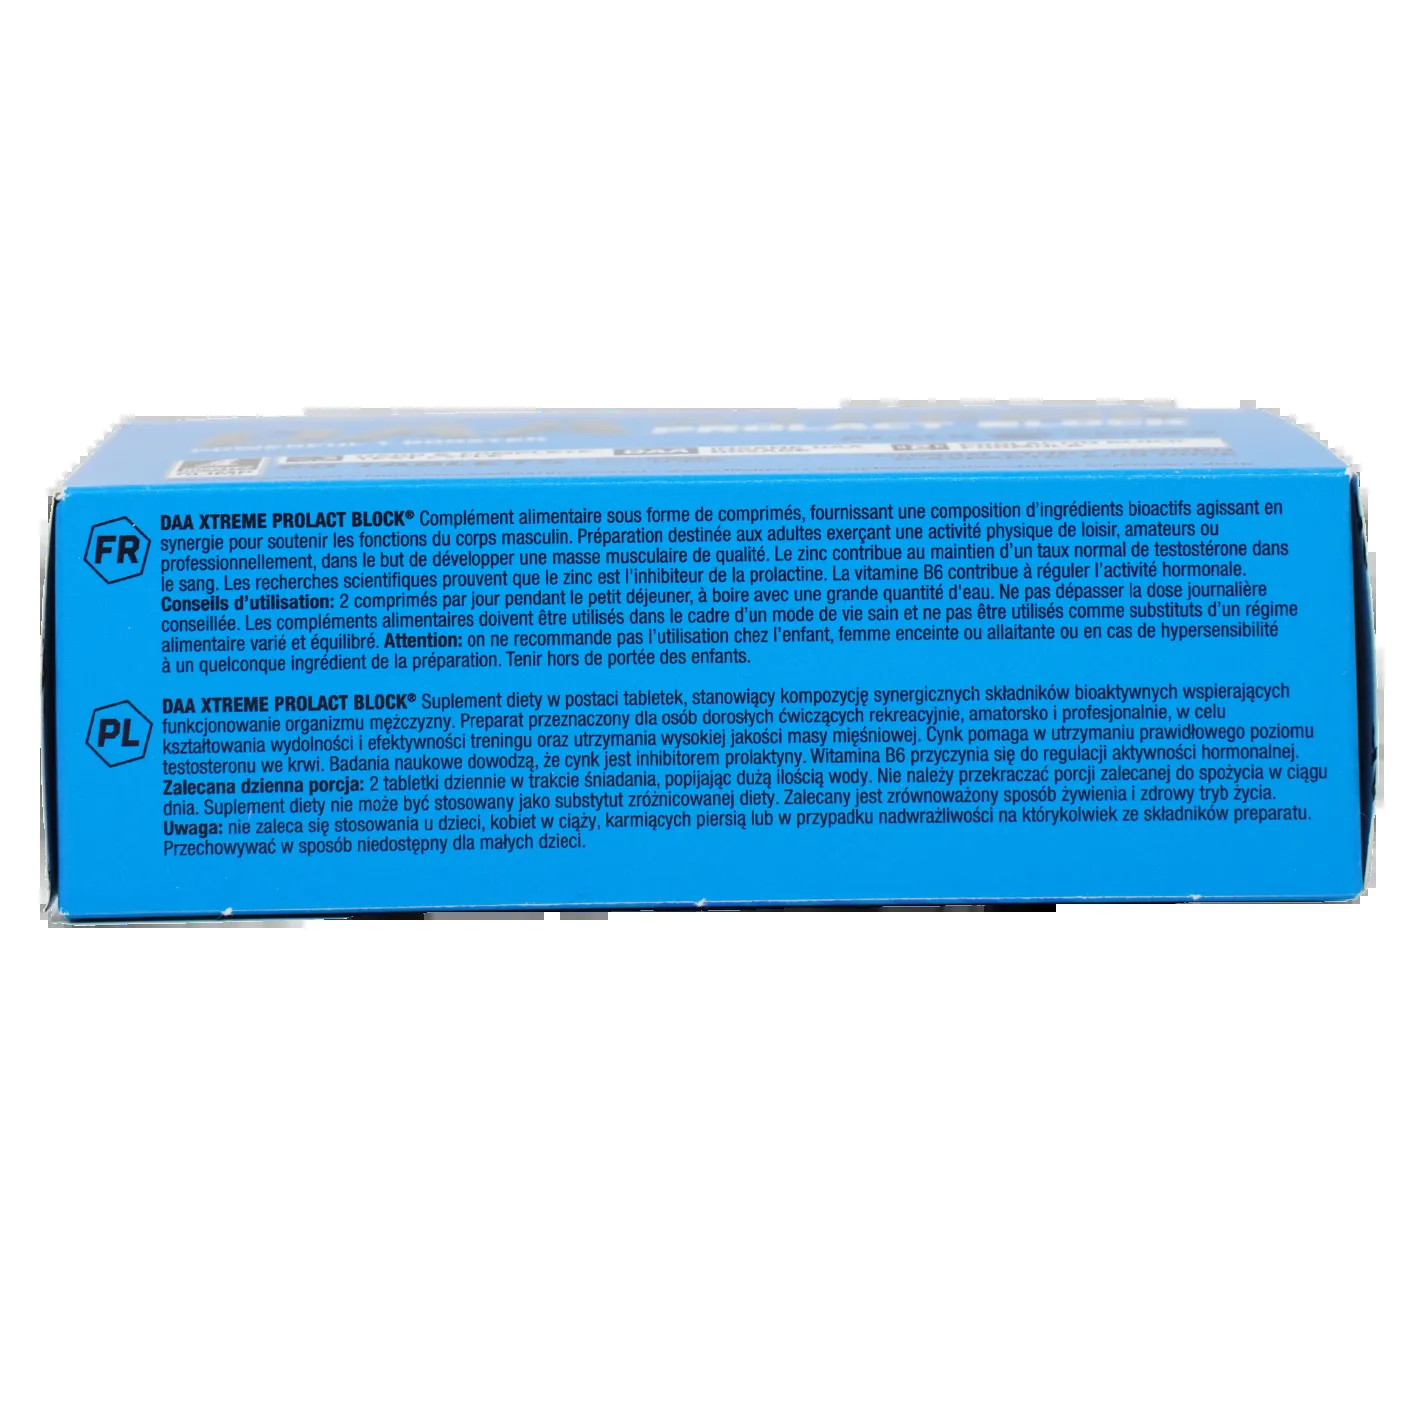 PROLACT BLOCK
DAA
FR
DAA XTREME PROLACT BLOCK® Complément alimentaire sous forme de comprimés, fournissant une composition d'ingrédients bioactifs agissant en
synergie pour soutenir les fonctions du corps masculin. Préparation destinée aux adultes exerçant une activité physique de loisir, amateurs ou
professionnellement, dans le but de développer une masse musculaire de qualité. Le zinc contribue au maintien d'un taux normal de testostérone dans
le sang. Les recherches scientifiques prouvent que le zinc est l'inhibiteur de la prolactine. La vitamine B6 contribue à réguler l'activité hormonale.
Conseils d'utilisation: 2 comprimés par jour pendant le petit déjeuner, à boire avec une grande quantité d'eau. Ne pas dépasser la dose journalière
conseillée. Les compléments alimentaires doivent être utilisés dans le cadre d'un mode de vie sain et ne pas être utilisés comme substituts d'un régime
alimentaire varié et équilibré. Attention: on ne recommande pas l'utilisation chez l'enfant, femme enceinte ou allaitante ou en cas de hypersensibilité
à un quelconque ingrédient de la préparation. Tenir hors de portée des enfants.
PL
DAA XTREME PROLACT BLOCK® Suplement diety w postaci tabletek, stanowiący kompozycję synergicznych składników bioaktywnych wspierających
funkcjonowanie organizmu mężczyzny. Preparat przeznaczony dla osób dorosłych ćwiczących rekreacyjnie, amatorsko i profesjonalnie, w celu
kształtowania wydolności i efektywności treningu oraz utrzymania wysokiej jakości masy mięśniowej. Cynk pomaga w utrzymaniu prawidłowego poziomu
testosteronu we krwi. Badania naukowe dowodzą, że cynk jest inhibitorem prolaktyny. Witamina B6 przyczynia się do regulacji aktywności hormonalnej.
Zalecana dzienna porcja: 2 tabletki dziennie w trakcie śniadania, popijając dużą ilością wody. Nie należy przekraczać porcji zalecanej do spożycia w ciągu
dnia. Suplement diety nie może być stosowany jako substytut zróżnicowanej diety. Zalecany jest zrównoważony sposób żywienia i zdrowy tryb życia.
Uwaga: nie zaleca się stosowania u dzieci, kobiet w ciąży, karmiących piersią lub w przypadku nadwrażliwości na którykolwiek ze składników preparatu.
Przechowywać w sposób niedostępny dla małych dzieci.